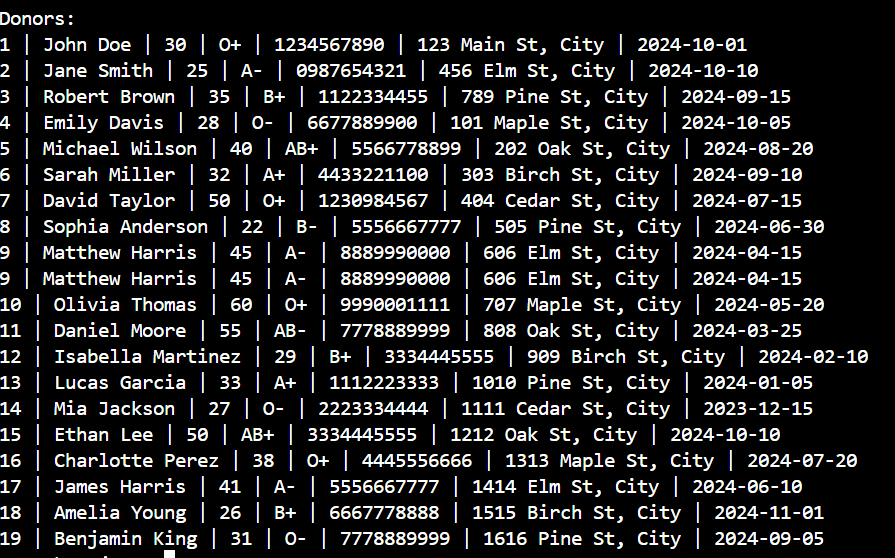 Donors:
1 | John Doe | 30 | O+ | 1234567890 | 123 Main St, City | 2024-10-01
2 | Jane Smith | 25 | A- | 0987654321 | 456 Elm St, City | 2024-10-10
3 | Robert Brown | 35 | B+ | 1122334455 | 789 Pine St, City | 2024-09-15
4 | Emily Davis | 28 | O- | 6677889900 | 101 Maple St, City | 2024-10-05
5 | Michael Wilson | 40 | AB+ | 5566778899 | 202 Oak St, City | 2024-08-20
6 | Sarah Miller | 32 | A+ | 4433221100 | 303 Birch St, City | 2024-09-10
7 | David Taylor | 50 | O+ | 1230984567 | 404 Cedar St, City | 2024-07-15
8 | Sophia Anderson | 22 | B- | 5556667777 | 505 Pine St, City | 2024-06-30
9 | Matthew Harris | 45 | A- | 8889990000 | 606 Elm St, City | 2024-04-15
9 | Matthew Harris | 45 | A- | 8889990000 | 606 Elm St, City | 2024-04-15
10 | Olivia Thomas | 60 | O+ | 9990001111 | 707 Maple St, City | 2024-05-20
11 | Daniel Moore | 55 | AB- | 7778889999 | 808 Oak St, City | 2024-03-25
12 | Isabella Martinez | 29 | B+ | 3334445555 | 909 Birch St, City | 2024-02-10
13 | Lucas Garcia | 33 | A+ | 1112223333 | 1010 Pine St, City | 2024-01-05
14 | Mia Jackson | 27 | O- | 2223334444 | 1111 Cedar St, City | 2023-12-15
15 | Ethan Lee | 50 | AB+ | 3334445555 | 1212 Oak St, City | 2024-10-10
16 | Charlotte Perez | 38 | O+ | 4445556666 | 1313 Maple St, City | 2024-07-20
17 | James Harris | 41 | A- | 5556667777 | 1414 Elm St, City | 2024-06-10
18 | Amelia Young | 26 | B+ | 6667778888 | 1515 Birch St, City | 2024-11-01
19 | Benjamin King | 31 | O- | 7778889999 | 1616 Pine St, City | 2024-09-05